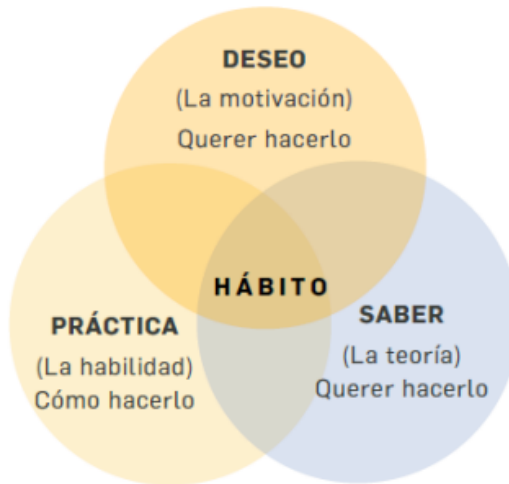 DESEO
(La motivación)
Querer hacerlo
HÁBITO
PRÁCTICA
(La habilidad)
Cómo hacerlo
SABER
(La teoría)
Querer hacerlo